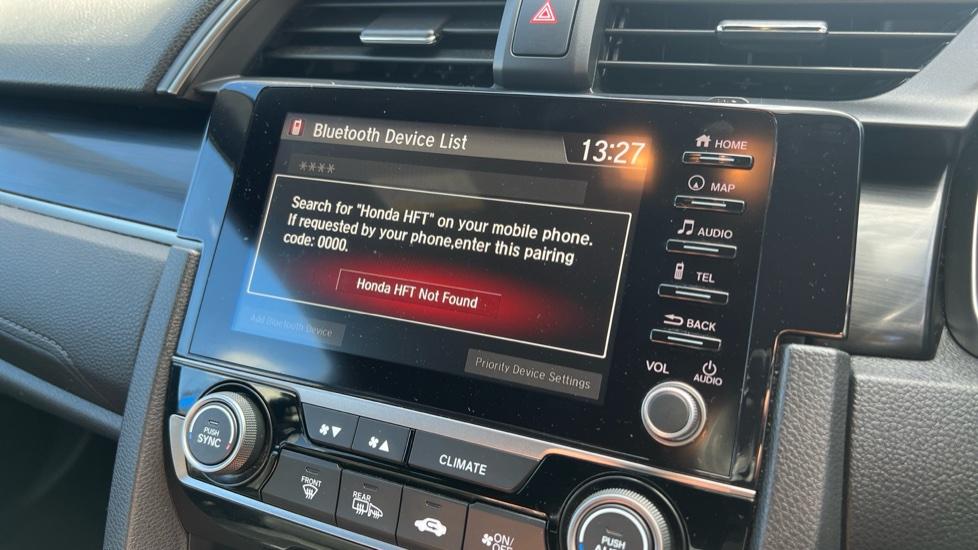 Bluetooth Device List
13:27
****
Search for "Honda HFT" on your mobile phone.
If requested by your phone,enter this pairing
code: 0000.
Honda HFT Not Found
Add Bluetooth Device
Priority Device Settings
HOME
MAP
AUDIO
TEL
BACK
VOL
AUDIO
PUSH
SYNC
CLIMATE
FRONT
REAR
ON/
OFF
PUSH
AUTO